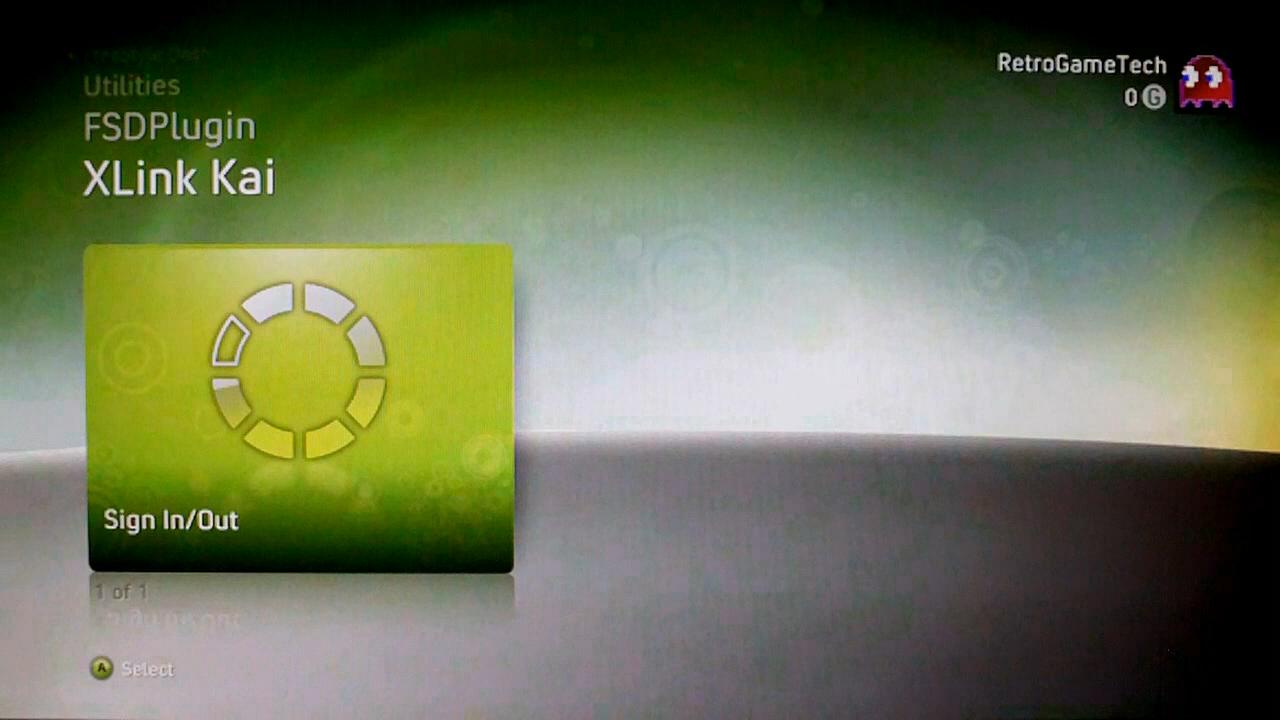 Utilities
FSDPlugin
XLink Kai
RetroGameTech
0 G
Sign In/Out
1 of 1
A Select